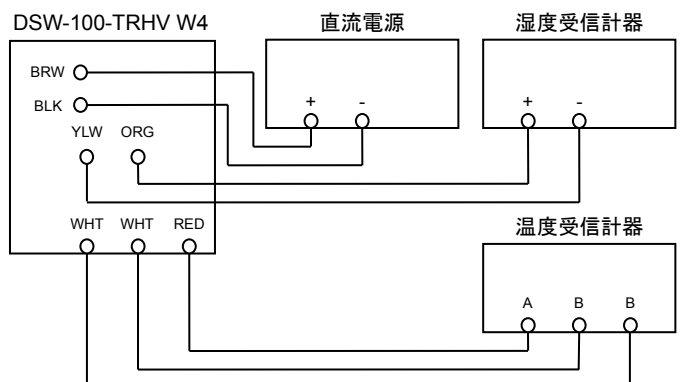 DSW-100-TRHV W4 直流電源 湿度受信計器
BRW
BLK + - + -
YLW ORG
WHT WHT RED 温度受信計器
A B B